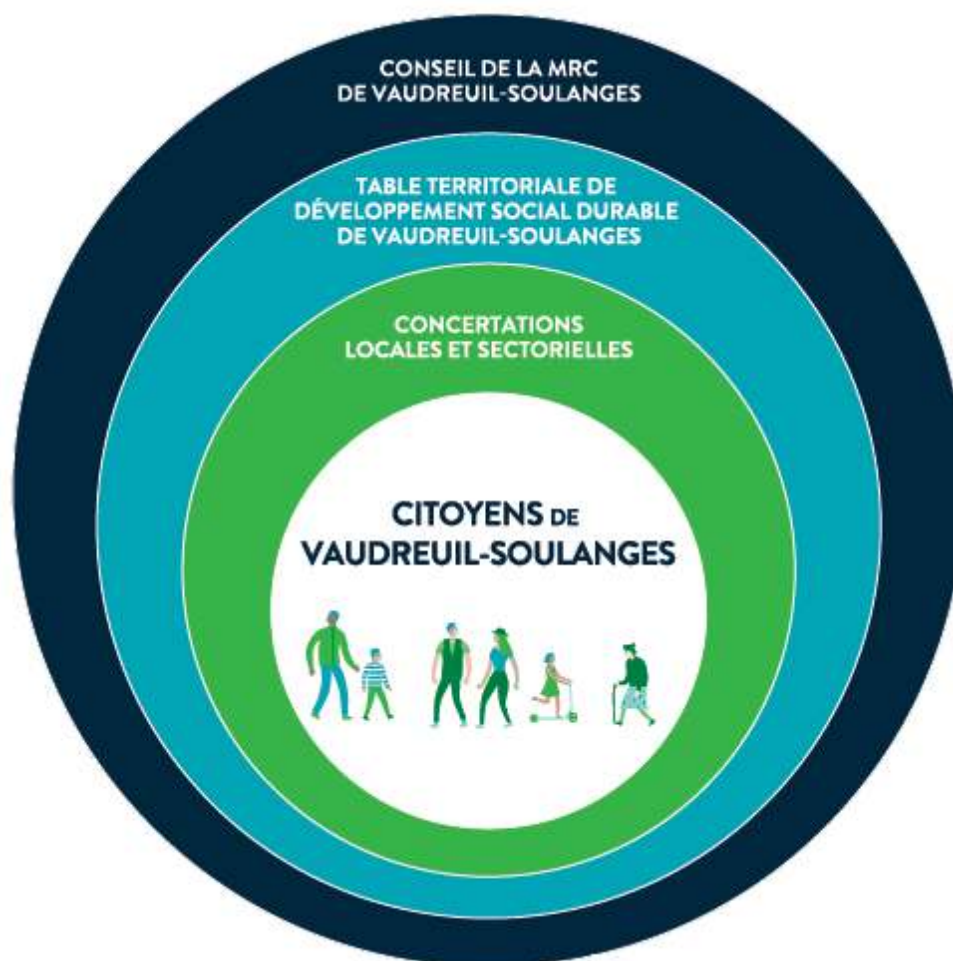 CONSEIL DE LA MRC
DE VAUDREUIL-SOULANGES
TABLE TERRITORIALE DE
DÉVELOPPEMENT SOCIAL DURABLE
DE VAUDREUIL-SOULANGES
CONCERTATIONS
LOCALES ET SECTORIELLES
CITOYENS DE
VAUDREUIL-SOULANGES